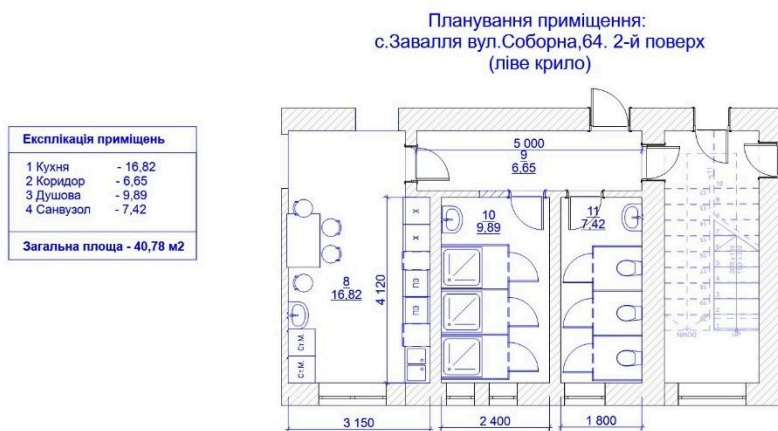 Планування приміщення:
с.Завалля вул.Соборна,64. 2-й поверх
(ліве крило)
Експлікація приміщень
1 Кухня - 16,82
2 Коридор - 6,65
3 Душова - 9,89
4 Санвузол - 7,42
Загальна площа - 40,78 м2
5 000
9
6,65
10
9,89
11
7,42
8
16,82
4 120
X
X
ПЭ
ПЭ
Ст.М.
Ст.М.
UP
3 150
2 400
1 800